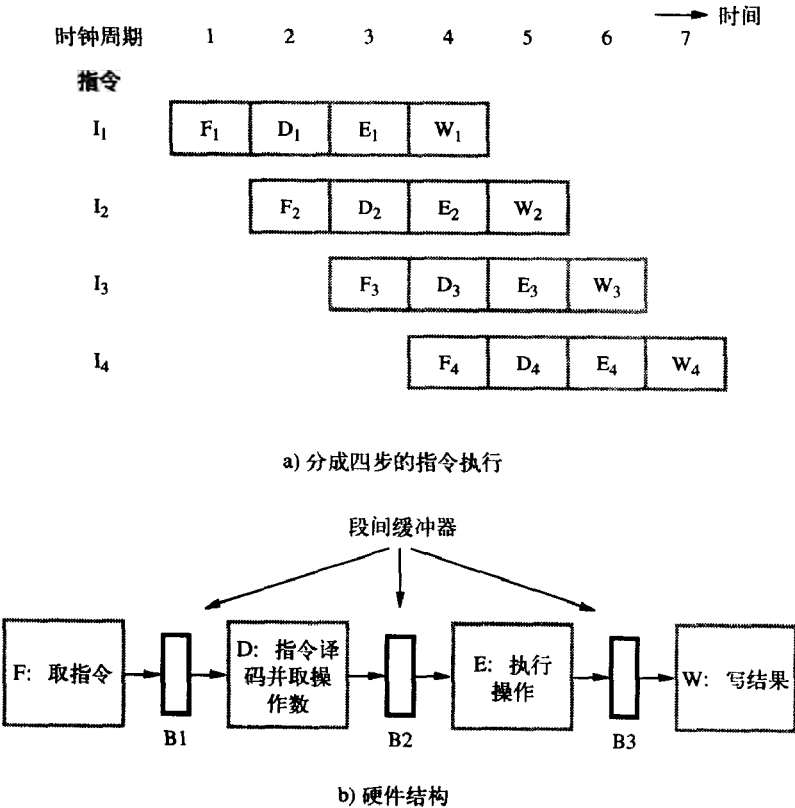 时间
时钟周期 1 2 3 4 5 6 7
指令
I₁ F₁ D₁ E₁ W₁
I₂ F₂ D₂ E₂ W₂
I₃ F₃ D₃ E₃ W₃
I₄ F₄ D₄ E₄ W₄
a) 分成四步的指令执行
段间缓冲器
F: 取指令
D: 指令译
码并取操
作数
E: 执行
操作
W: 写结果
B1 B2 B3
b) 硬件结构